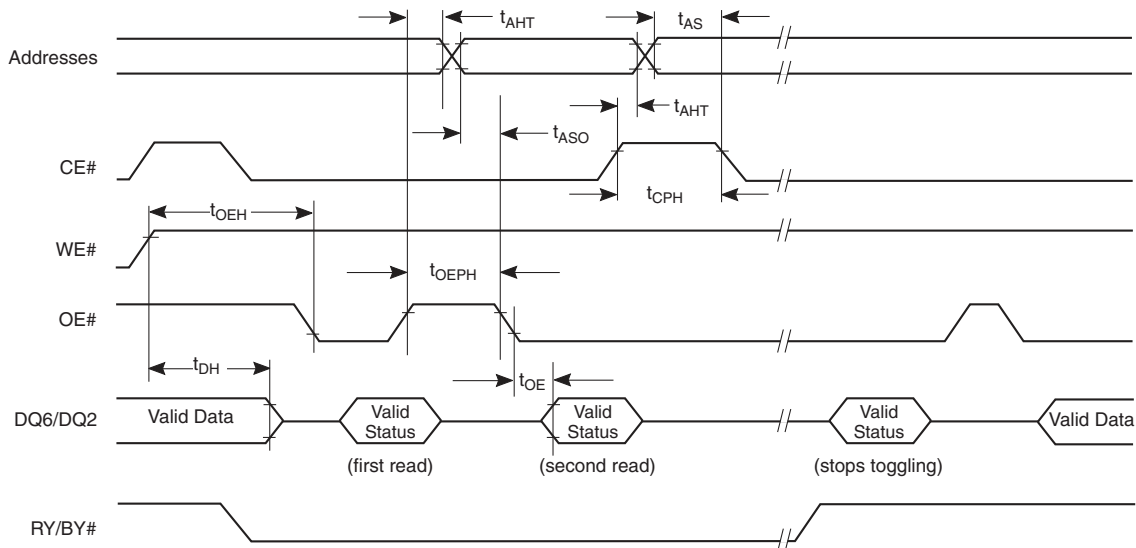 tAHT tAS
Addresses
tAHT
tASO
CE#
tCPH
tOEH
WE#
tOEPH
OE#
tDH
tOE
DQ6/DQ2 Valid Data Valid Status Valid Status Valid Status Valid Data
(first read) (second read) (stops toggling)
RY/BY#